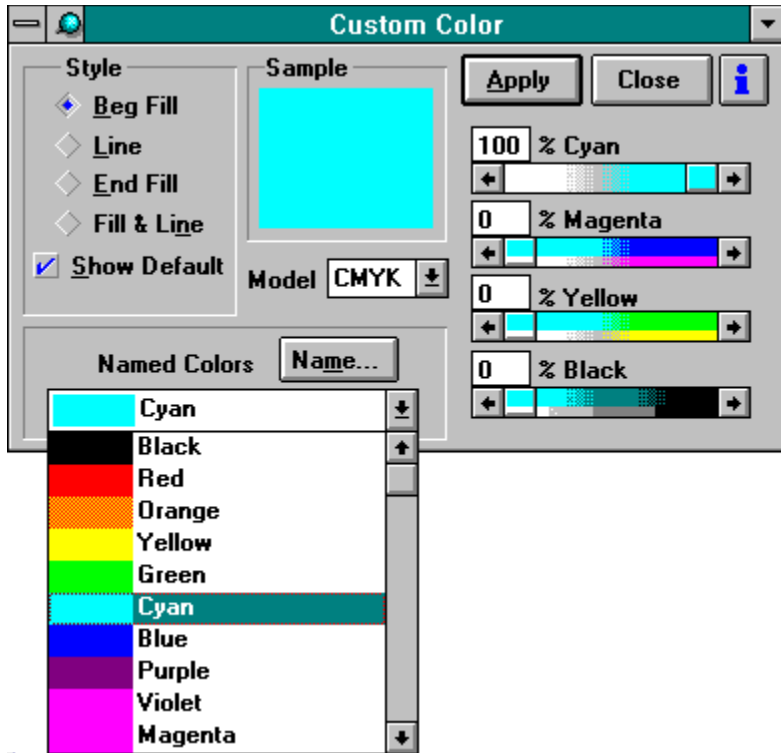 Custom Color
Style
Beg Fill
Line
End Fill
Fill & Line
Show Default
Sample
Model CMYK
Apply Close i
100 % Cyan
0 % Magenta
0 % Yellow
0 % Black
Named Colors Name...
Cyan
Black
Red
Orange
Yellow
Green
Cyan
Blue
Purple
Violet
Magenta